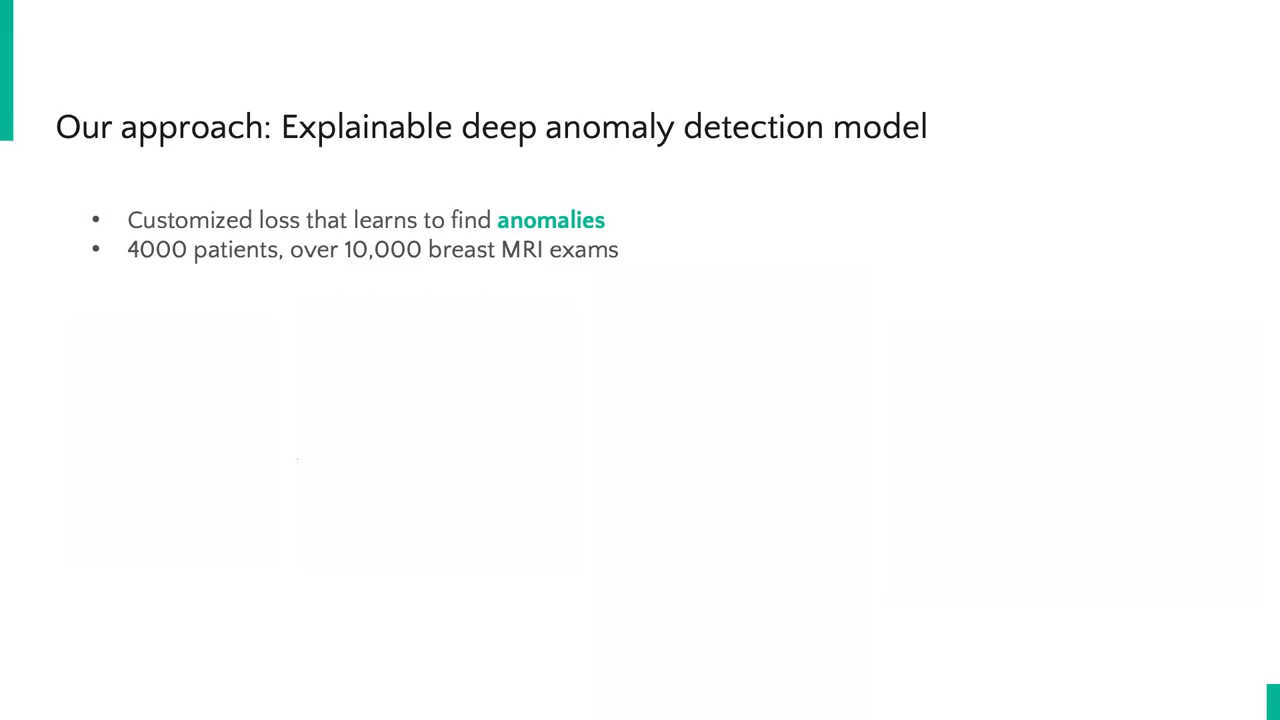 Our approach: Explainable deep anomaly detection model
• Customized loss that learns to find anomalies
• 4000 patients, over 10,000 breast MRI exams